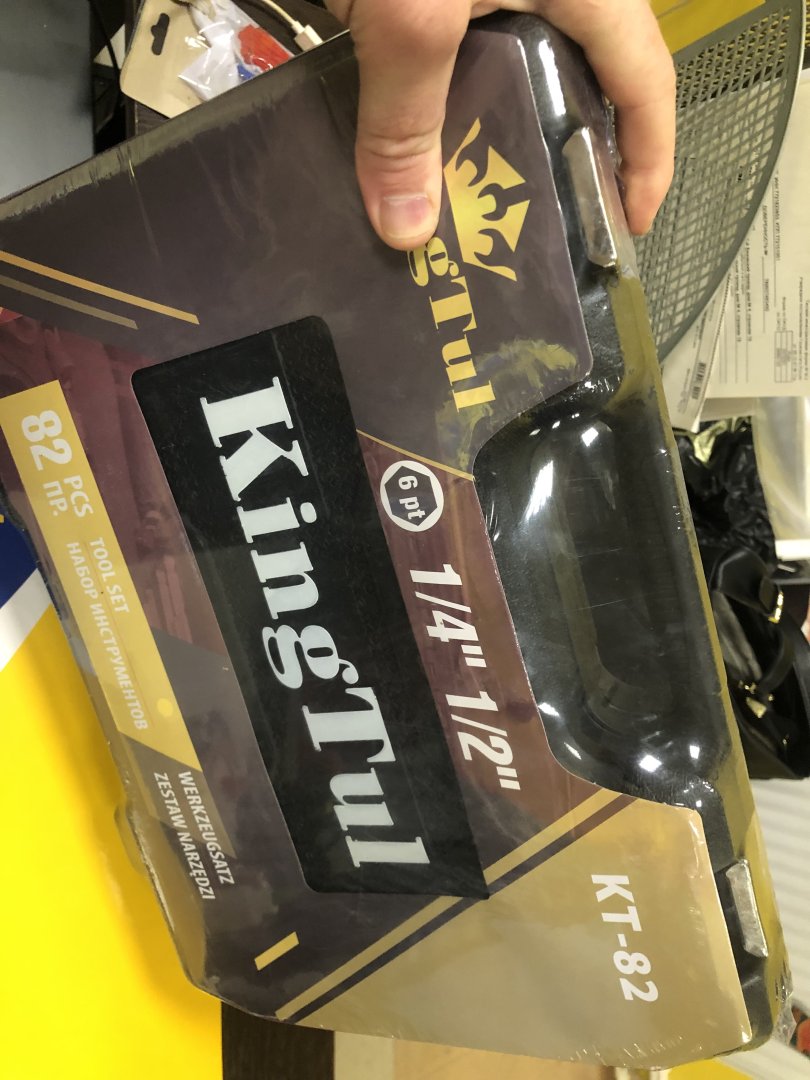 gTul
6 pt
1/4" 1/2"
KT-82
KingTul
82 PCS
ПР.
TOOL SET
НАБОР ИНСТРУМЕНТОВ
WERKZEUGSATZ
ZESTAW NARZĘDZI